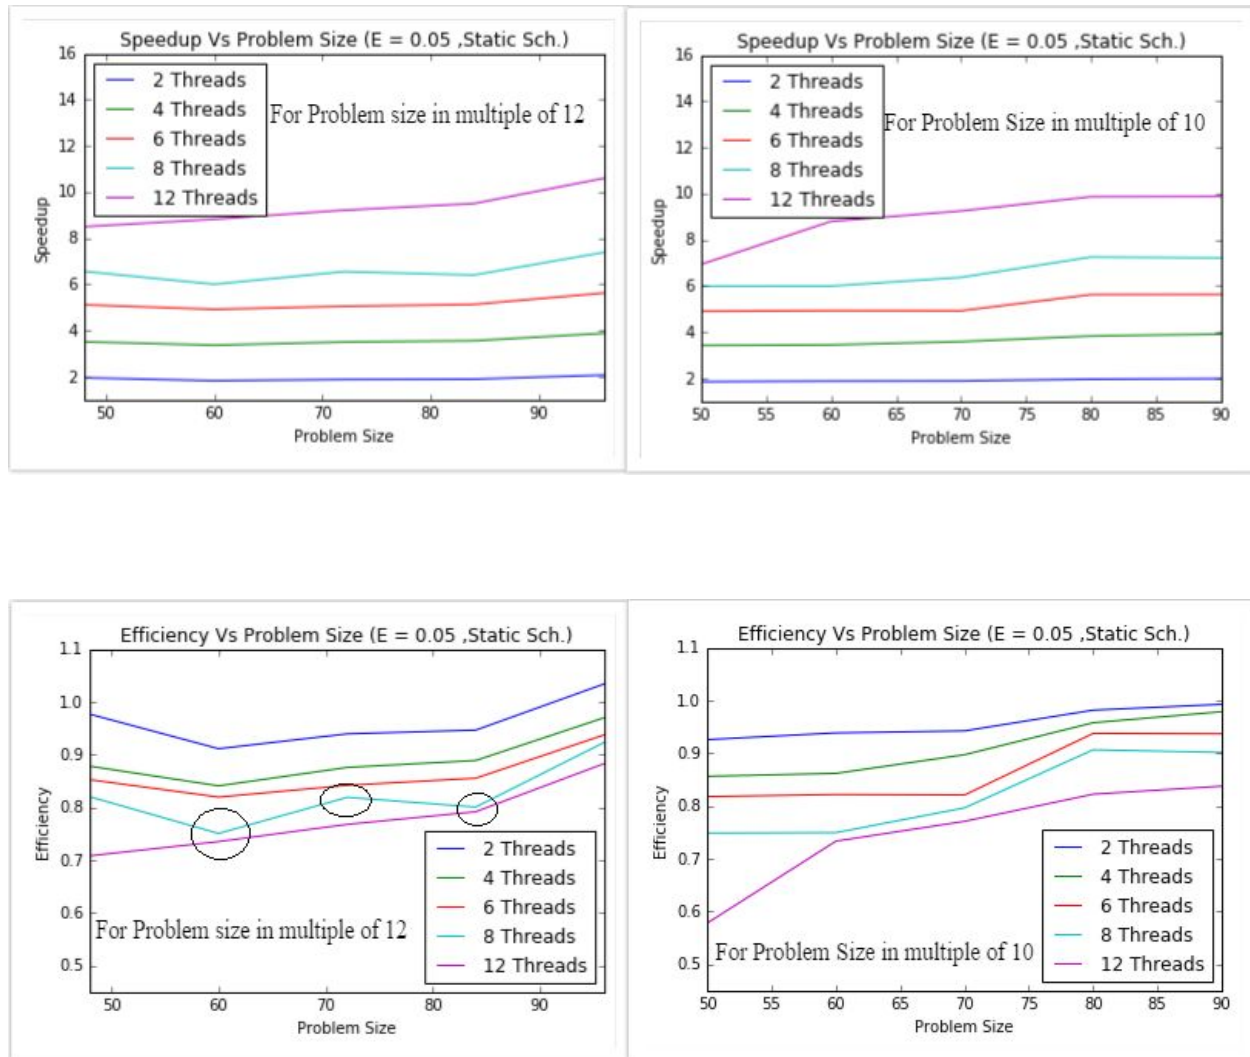 Speedup Vs Problem Size (E = 0.05 ,Static Sch.)
16
14
12
10
8
6
4
2
Speedup
2 Threads
4 Threads
6 Threads
8 Threads
12 Threads
For Problem size in multiple of 12
50
60
70
80
90
Problem Size
Speedup Vs Problem Size (E = 0.05 ,Static Sch.)
16
14
12
10
8
6
4
2
Speedup
2 Threads
4 Threads
6 Threads
8 Threads
12 Threads
For Problem Size in multiple of 10
50
55
60
65
70
75
80
85
90
Problem Size
Efficiency Vs Problem Size (E = 0.05 ,Static Sch.)
1.1
1.0
0.9
0.8
0.7
0.6
0.5
Efficiency
2 Threads
4 Threads
6 Threads
8 Threads
12 Threads
For Problem size in multiple of 12
50
60
70
80
90
Problem Size
Efficiency Vs Problem Size (E = 0.05 ,Static Sch.)
1.1
1.0
0.9
0.8
0.7
0.6
0.5
Efficiency
2 Threads
4 Threads
6 Threads
8 Threads
12 Threads
For Problem Size in multiple of 10
50
55
60
65
70
75
80
85
90
Problem Size